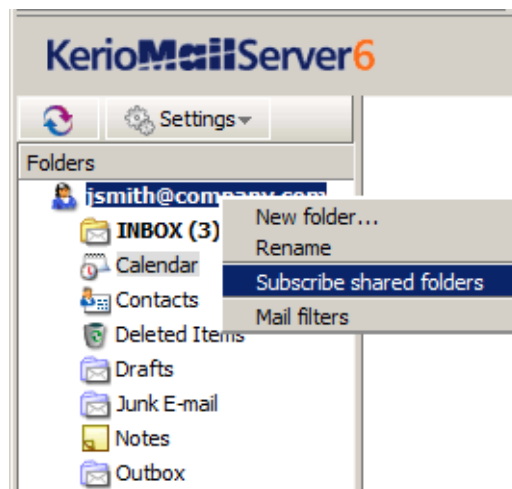 KerioMailServer6
Settings
Folders
jsmith@company.com
New folder...
INBOX (3)
Rename
Calendar
Subscribe shared folders
Contacts
Mail filters
Deleted Items
Drafts
Junk E-mail
Notes
Outbox